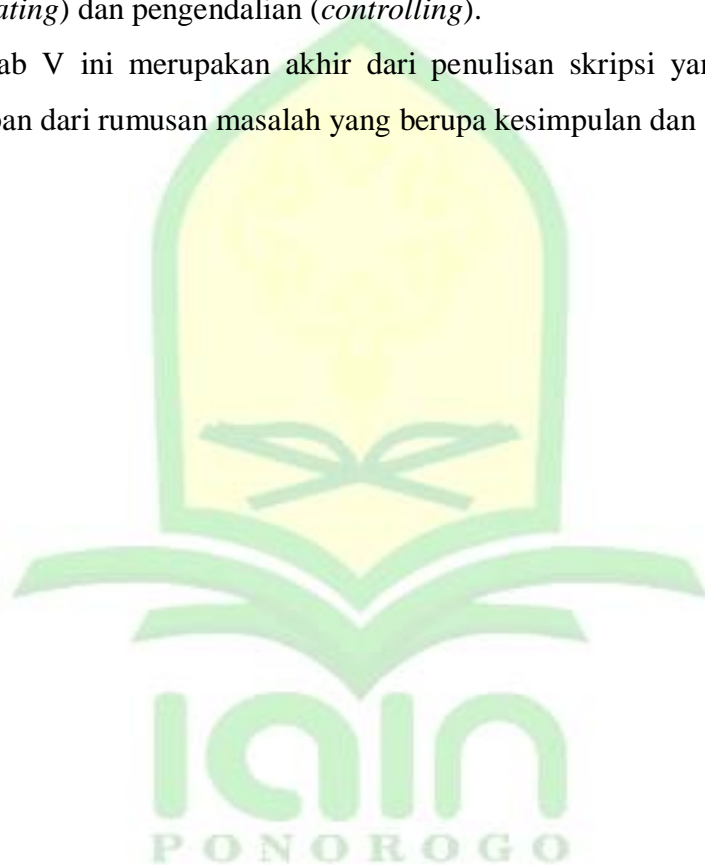 ating) dan pengendalian (controlling).
ab V ini merupakan akhir dari penulisan skripsi yan
an dari rumusan masalah yang berupa kesimpulan dan
iain
PONOROGO